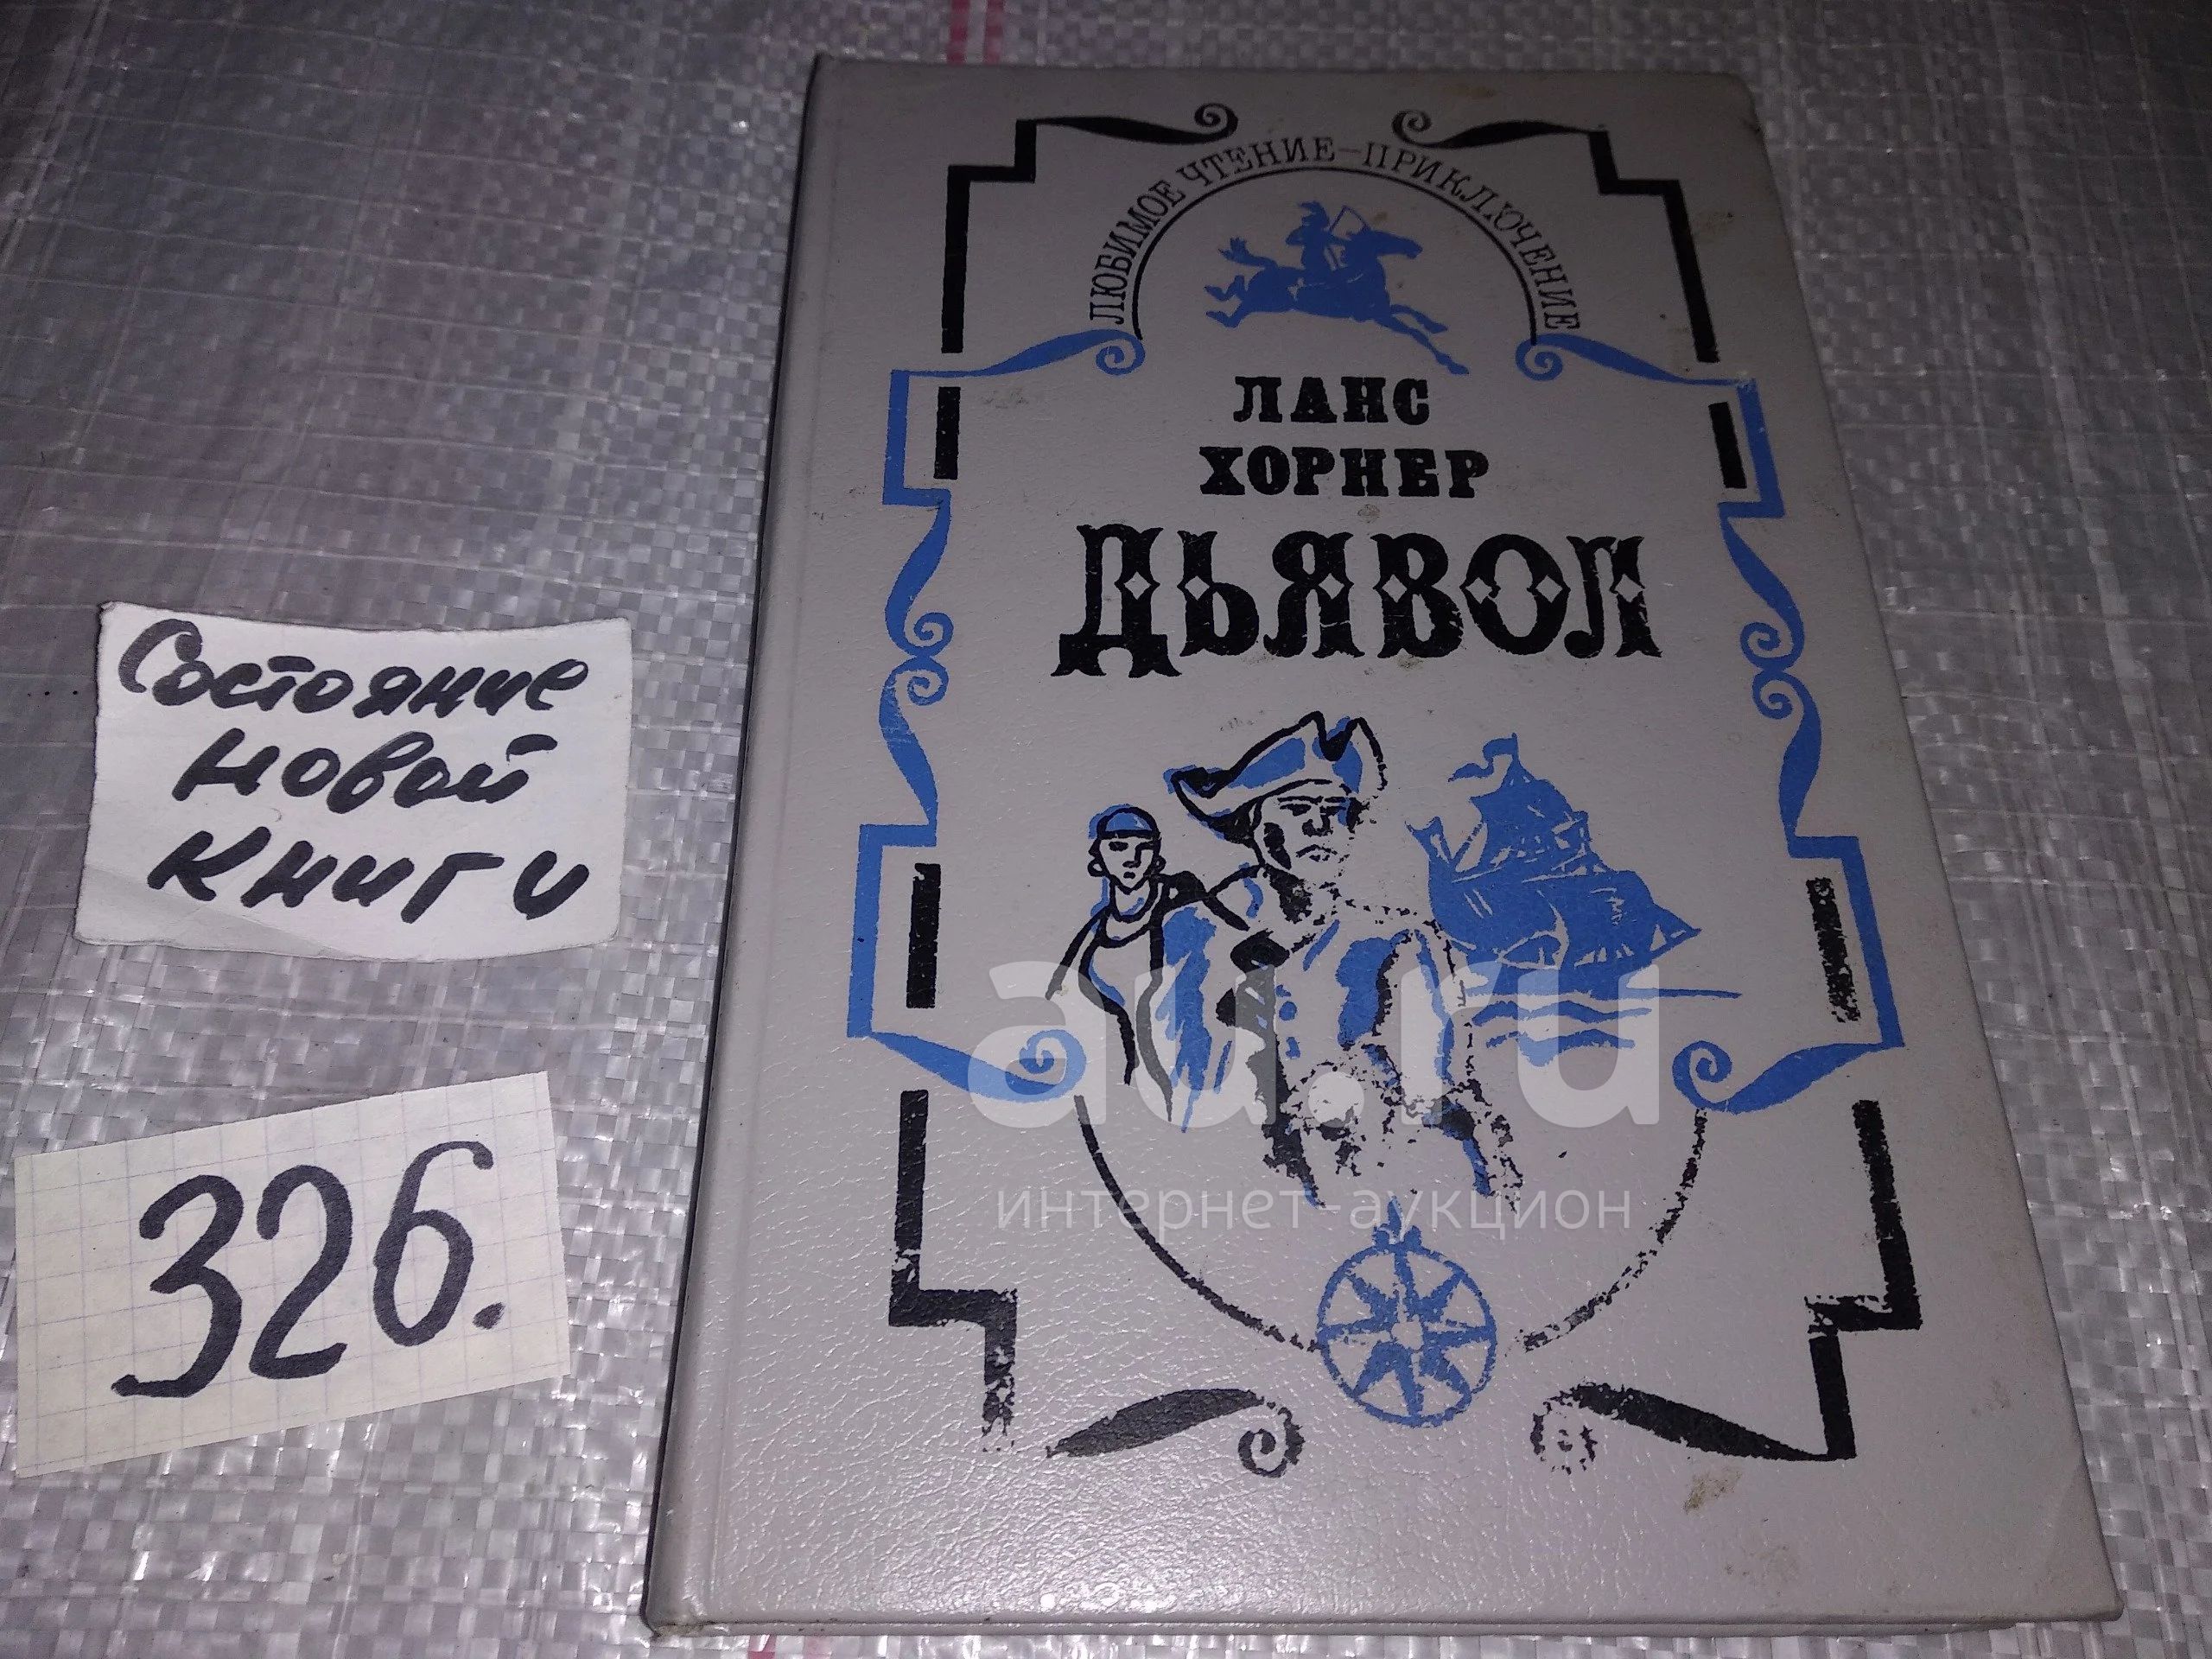 ЛЮБИМОЕ ЧТЕНИЕ-ПРИКЛЮЧЕНИЕ
ЛАНС
ХОРНЕР
ДЬЯВОЛ
Состояние
новой
книги
326.
au.ru
интернет-аукцион